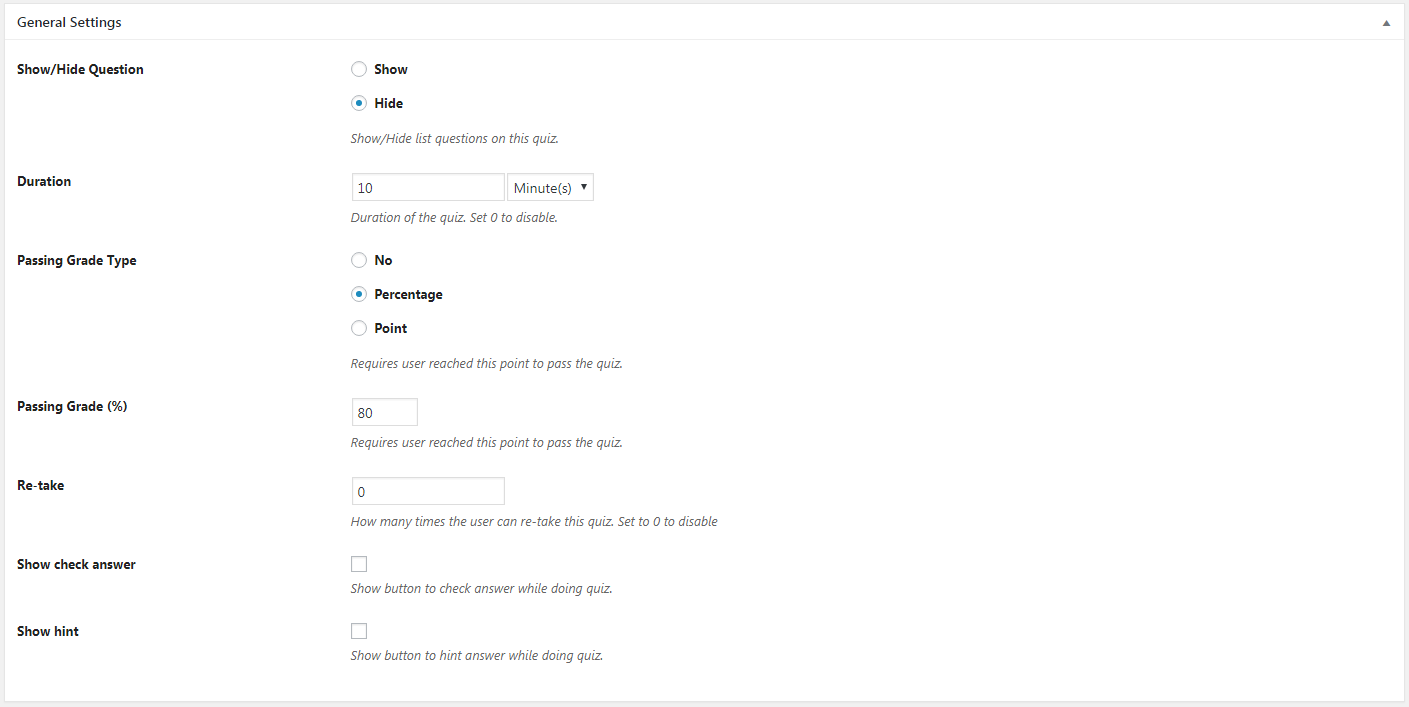 General Settings
Show/Hide Question
Show
Hide
Show/Hide list questions on this quiz.
Duration
10 Minute(s)
Duration of the quiz. Set 0 to disable.
Passing Grade Type
No
Percentage
Point
Requires user reached this point to pass the quiz.
Passing Grade (%)
80
Requires user reached this point to pass the quiz.
Re-take
0
How many times the user can re-take this quiz. Set to 0 to disable
Show check answer
Show button to check answer while doing quiz.
Show hint
Show button to hint answer while doing quiz.